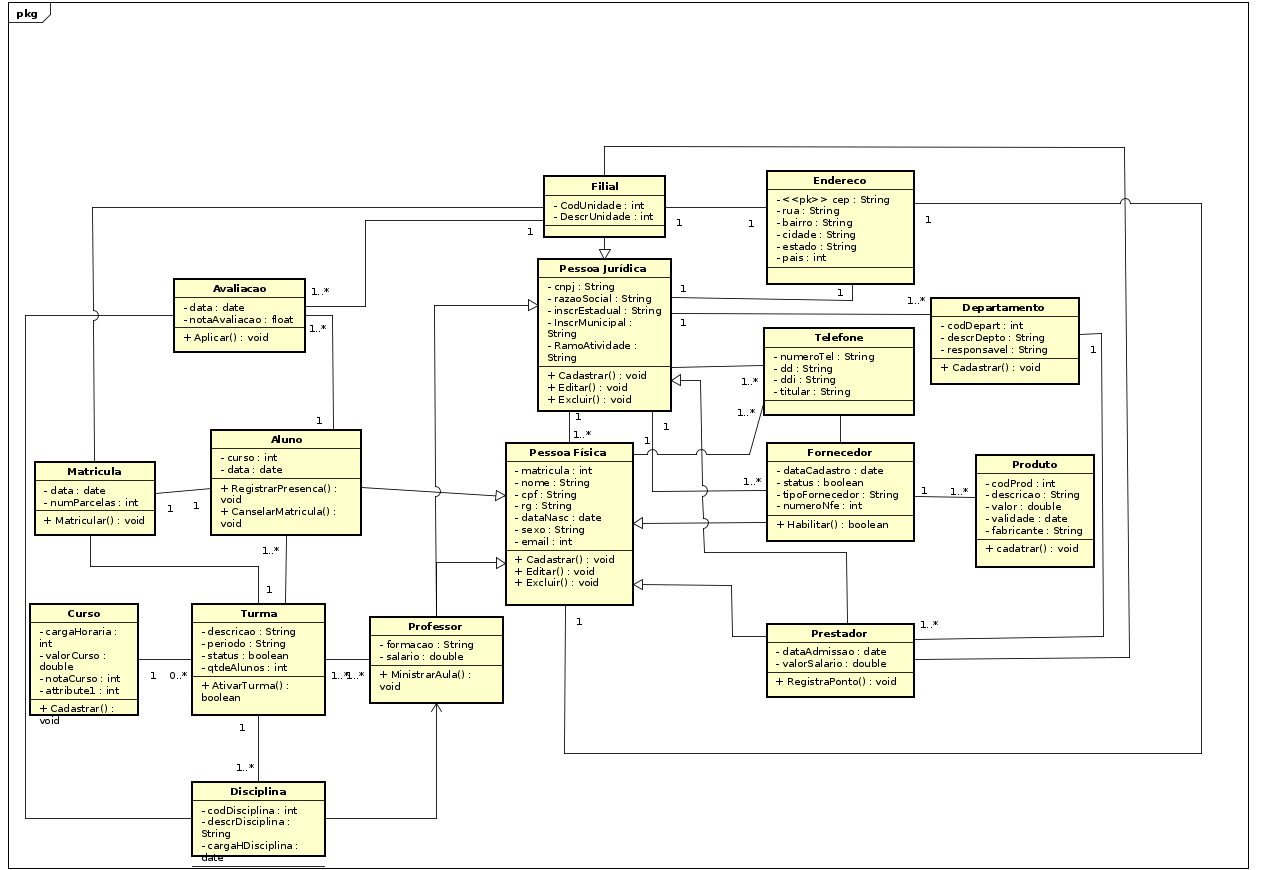 pkg
Filial
- CodUnidade : int
- DescrUnidade : int
1
1
1
Endereco
- <<pk>> cep : String
- rua : String
- bairro : String
- cidade : String
- estado : String
- pais : int
1
1
Pessoa Jurídica
- cnpj : String
- razaoSocial : String
- inscrEstadual : String
- InscrMunicipal :
String
- RamoAtividade :
String
+ Cadastrar() : void
+ Editar() : void
+ Excluir() : void
1
1
1..*
Departamento
- codDepart : int
- descrDepto : String
- responsavel : String
+ Cadastrar() : void
1
Avaliacao
- data : date
- notaAvaliacao : float
+ Aplicar() : void
1..*
1..*
1
Telefone
- numeroTel : String
- dd : String
- ddi : String
- titular : String
1..*
1..*
1
1..*
1
1
Aluno
- curso : int
- data : date
+ RegistrarPresenca() :
void
+ CanselarMatricula() :
void
Matricula
- data : date
- numParcelas : int
+ Matricular() : void
1
1
1..*
1
Pessoa Física
- matricula : int
- nome : String
- cpf : String
- rg : String
- dataNasc : date
- sexo : String
- email : int
+ Cadastrar() : void
+ Editar() : void
+ Excluir() : void
1
Fornecedor
- dataCadastro : date
- status : boolean
- tipoFornecedor : String
- numeroNfe : int
+ Habilitar() : boolean
1..*
1
1..*
Produto
- codProd : int
- descricao : String
- valor : double
- validade : date
- fabricante : String
+ cadatrar() : void
Curso
- cargaHoraria :
int
- valorCurso :
double
- notaCurso : int
- attribute1 : int
+ Cadastrar() :
void
1
0..*
Turma
- descricao : String
- periodo : String
- status : boolean
- qtdeAlunos : int
+ AtivarTurma() :
boolean
1..*
1..*
Professor
- formacao : String
- salario : double
+ MinistrarAula() :
void
Prestador
- dataAdmissao : date
- valorSalario : double
+ RegistraPonto() : void
1..*
1
1..*
Disciplina
- codDisciplina : int
- descrDisciplina :
String
- cargaHDisciplina :
date